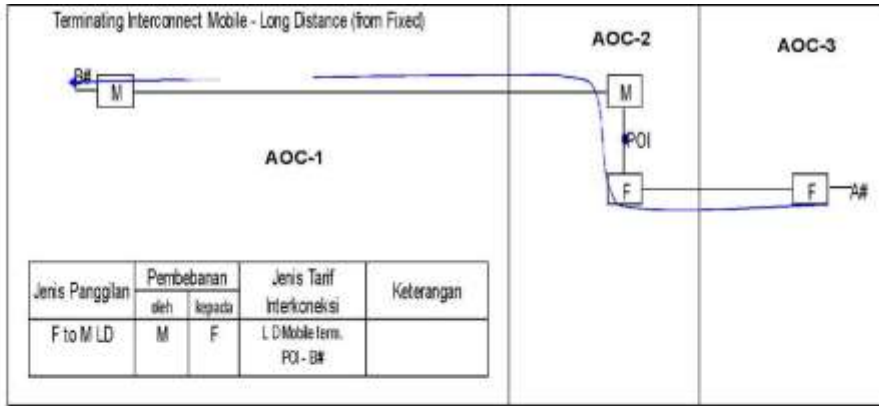 Terminating Interconnect Mobile - Long Distance (from Fixed)
AOC-2
AOC-3
B#
M
M
POI
AOC-1
F
F
A#
Jenis Panggilan
Pembebanan
oleh
kepada
Jenis Tarif
Interkoneksi
Keterangan
F to M LD
M
F
L D Mobile term.
POI - B#